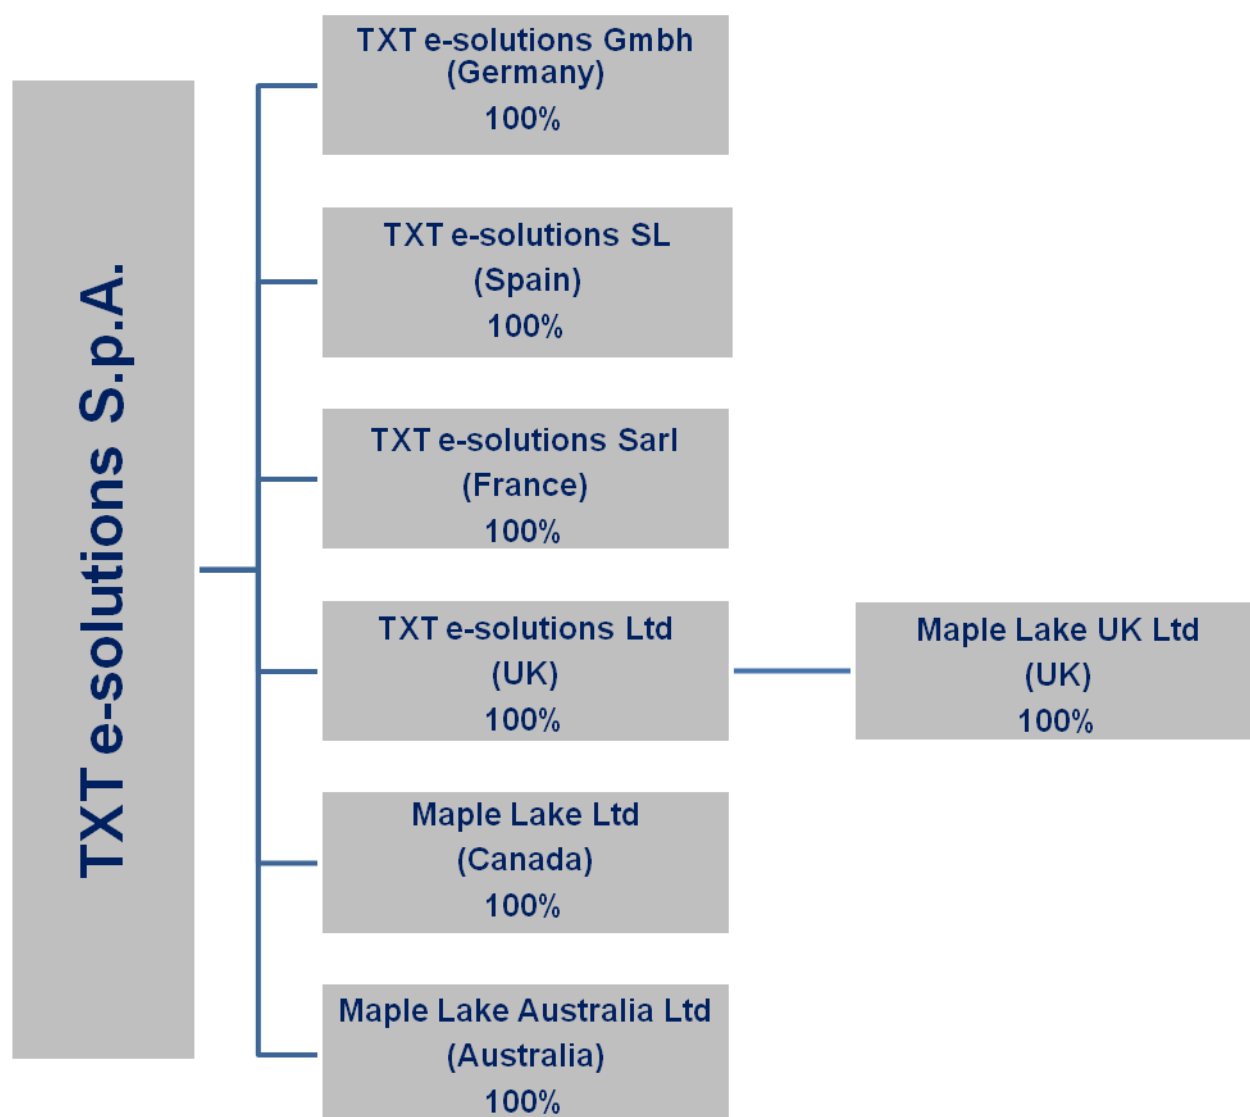 TXT e-solutions S.p.A.
TXT e-solutions Gmbh
(Germany)
100%
TXT e-solutions SL
(Spain)
100%
TXT e-solutions Sarl
(France)
100%
TXT e-solutions Ltd
(UK)
100%
Maple Lake UK Ltd
(UK)
100%
Maple Lake Ltd
(Canada)
100%
Maple Lake Australia Ltd
(Australia)
100%